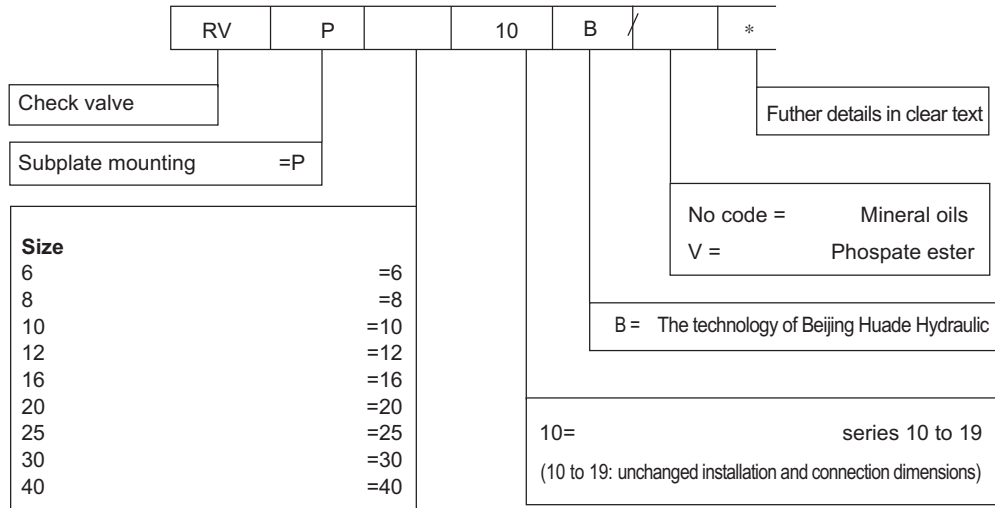 RV P 10 B / *
Check valve
Futher details in clear text
Subplate mounting =P
No code = Mineral oils
V = Phospate ester
Size
6 =6
8 =8
10 =10
12 =12
16 =16
20 =20
25 =25
30 =30
40 =40
B = The technology of Beijing Huade Hydraulic
10= series 10 to 19
(10 to 19: unchanged installation and connection dimensions)